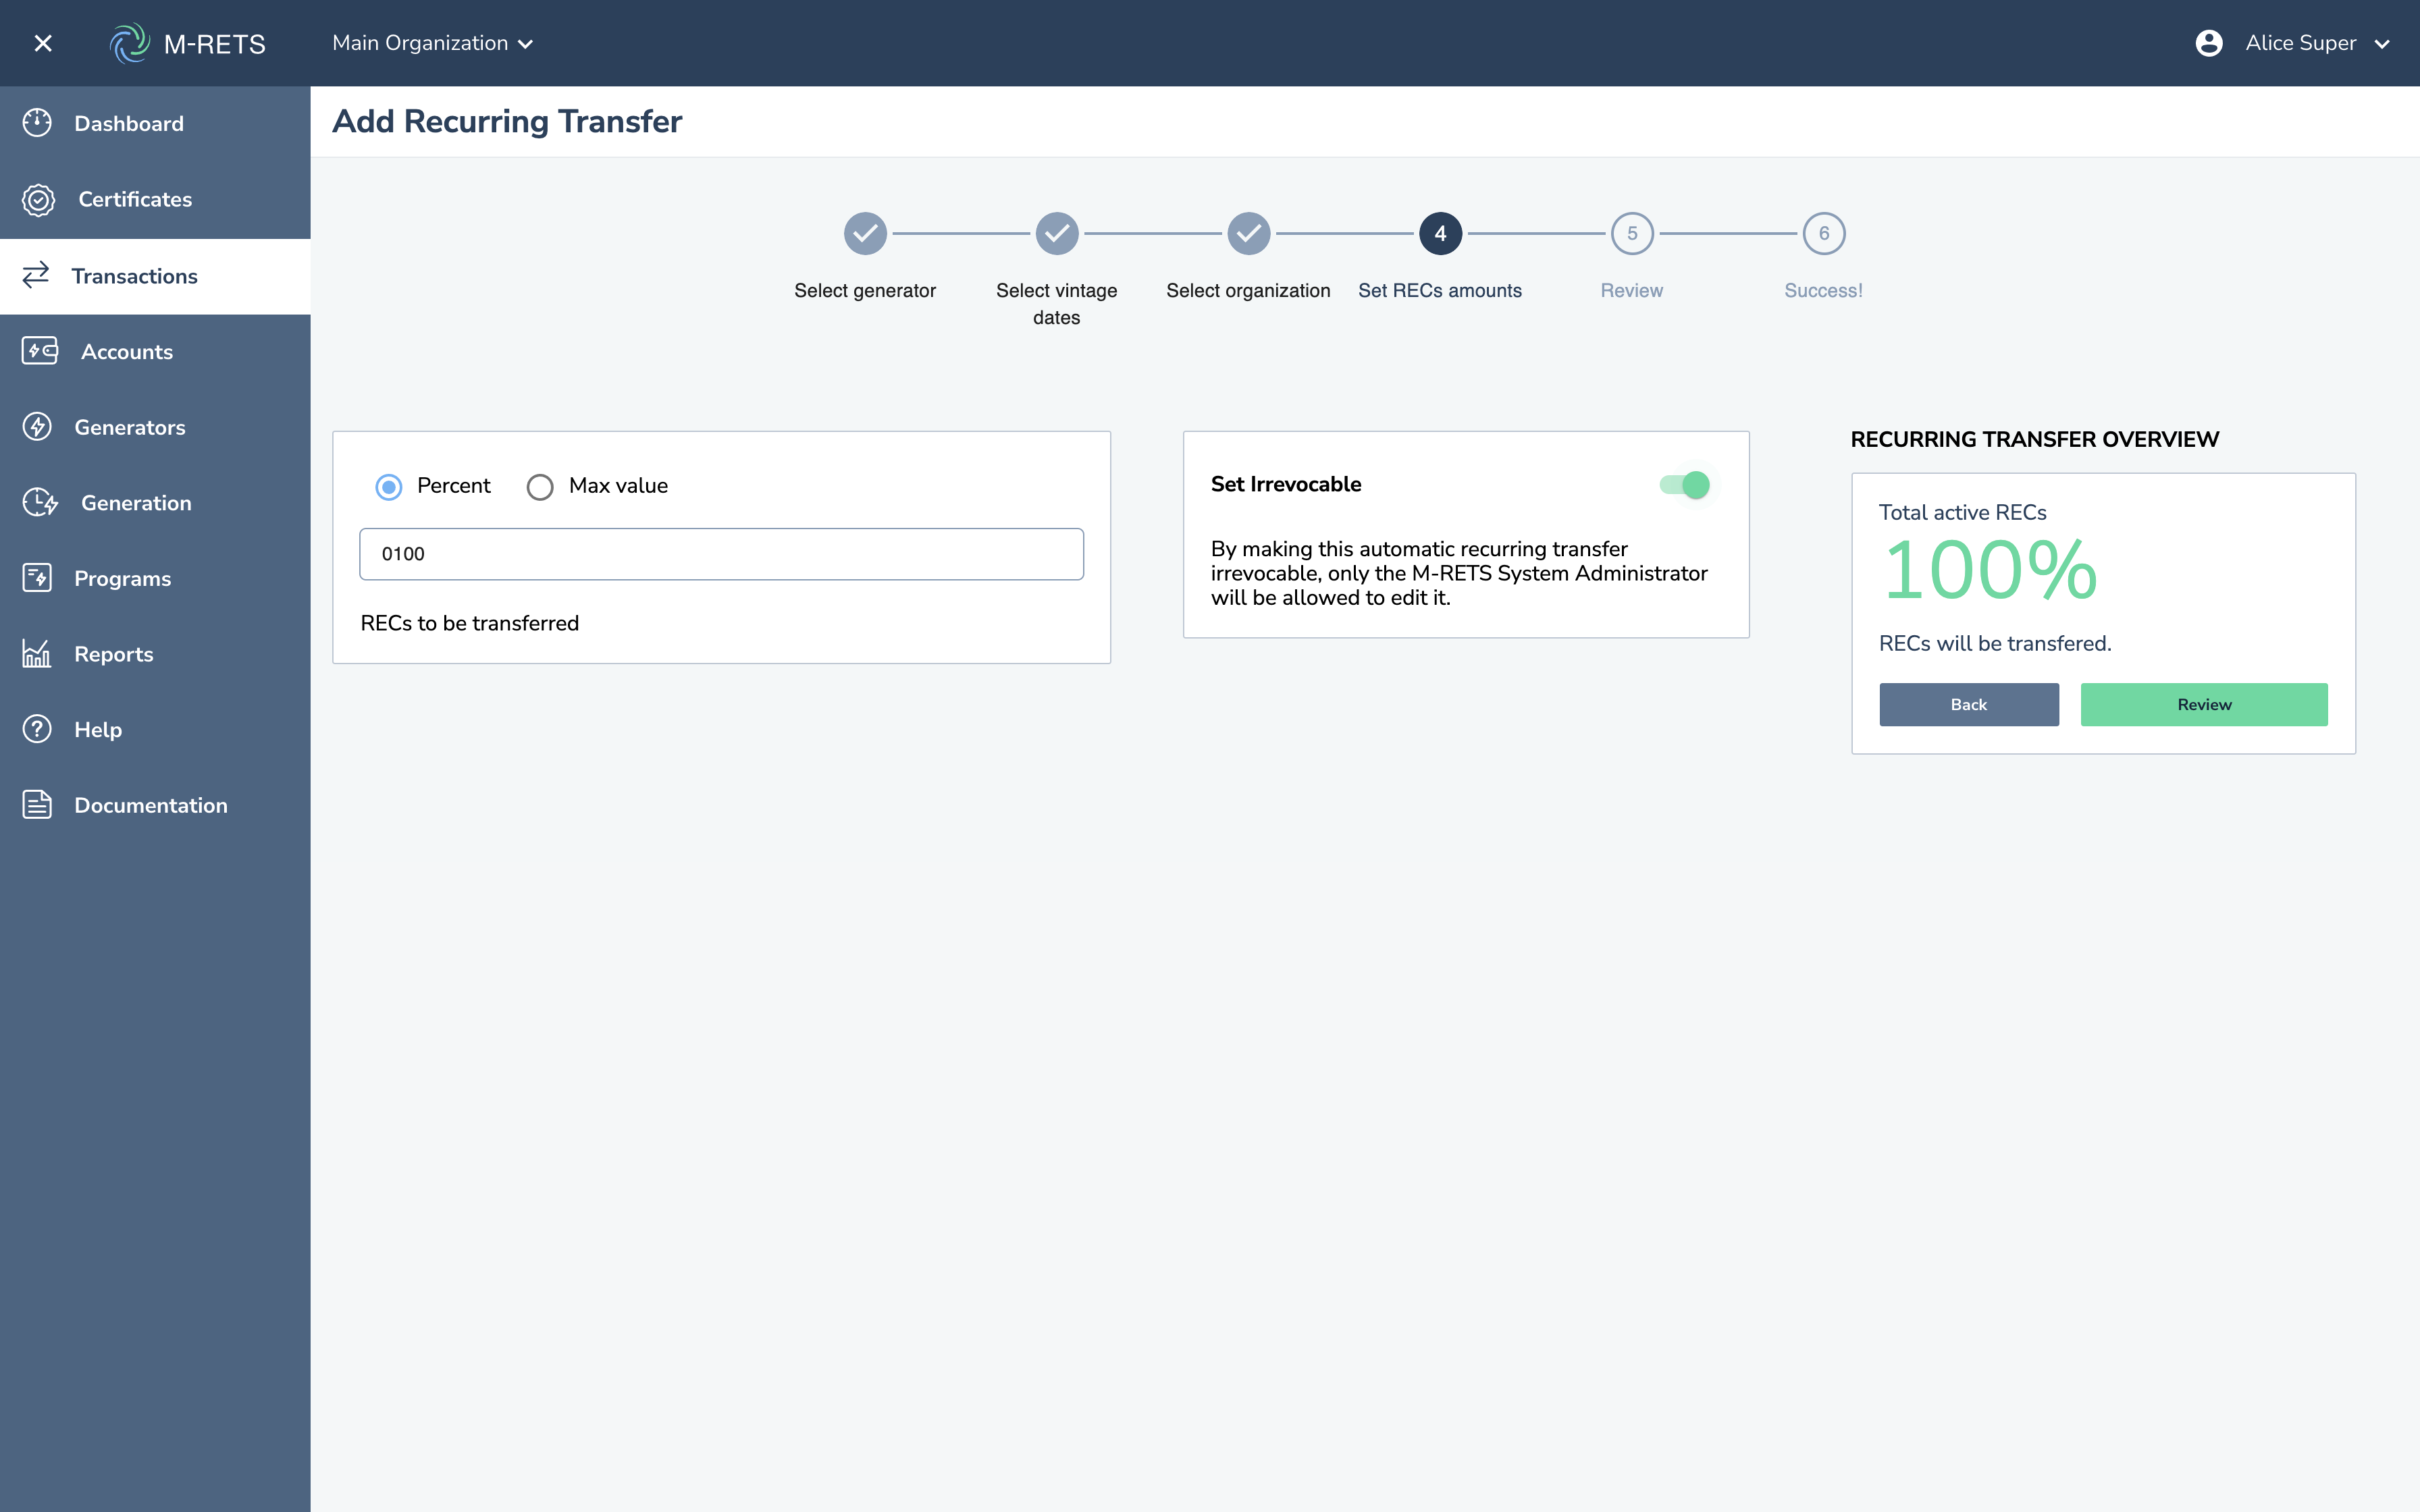 M-RETS
Main Organization
Alice Super
Dashboard
Certificates
Transactions
Accounts
Generators
Generation
Programs
Reports
Help
Documentation
Add Recurring Transfer
4
5
6
Select generator
Select vintage
dates
Select organization
Set RECs amounts
Review
Success!
Percent
Max value
0100
RECs to be transferred
Set Irrevocable
By making this automatic recurring transfer
irrevocable, only the M-RETS System Administrator
will be allowed to edit it.
RECURRING TRANSFER OVERVIEW
Total active RECs
100%
RECs will be transfered.
Back
Review